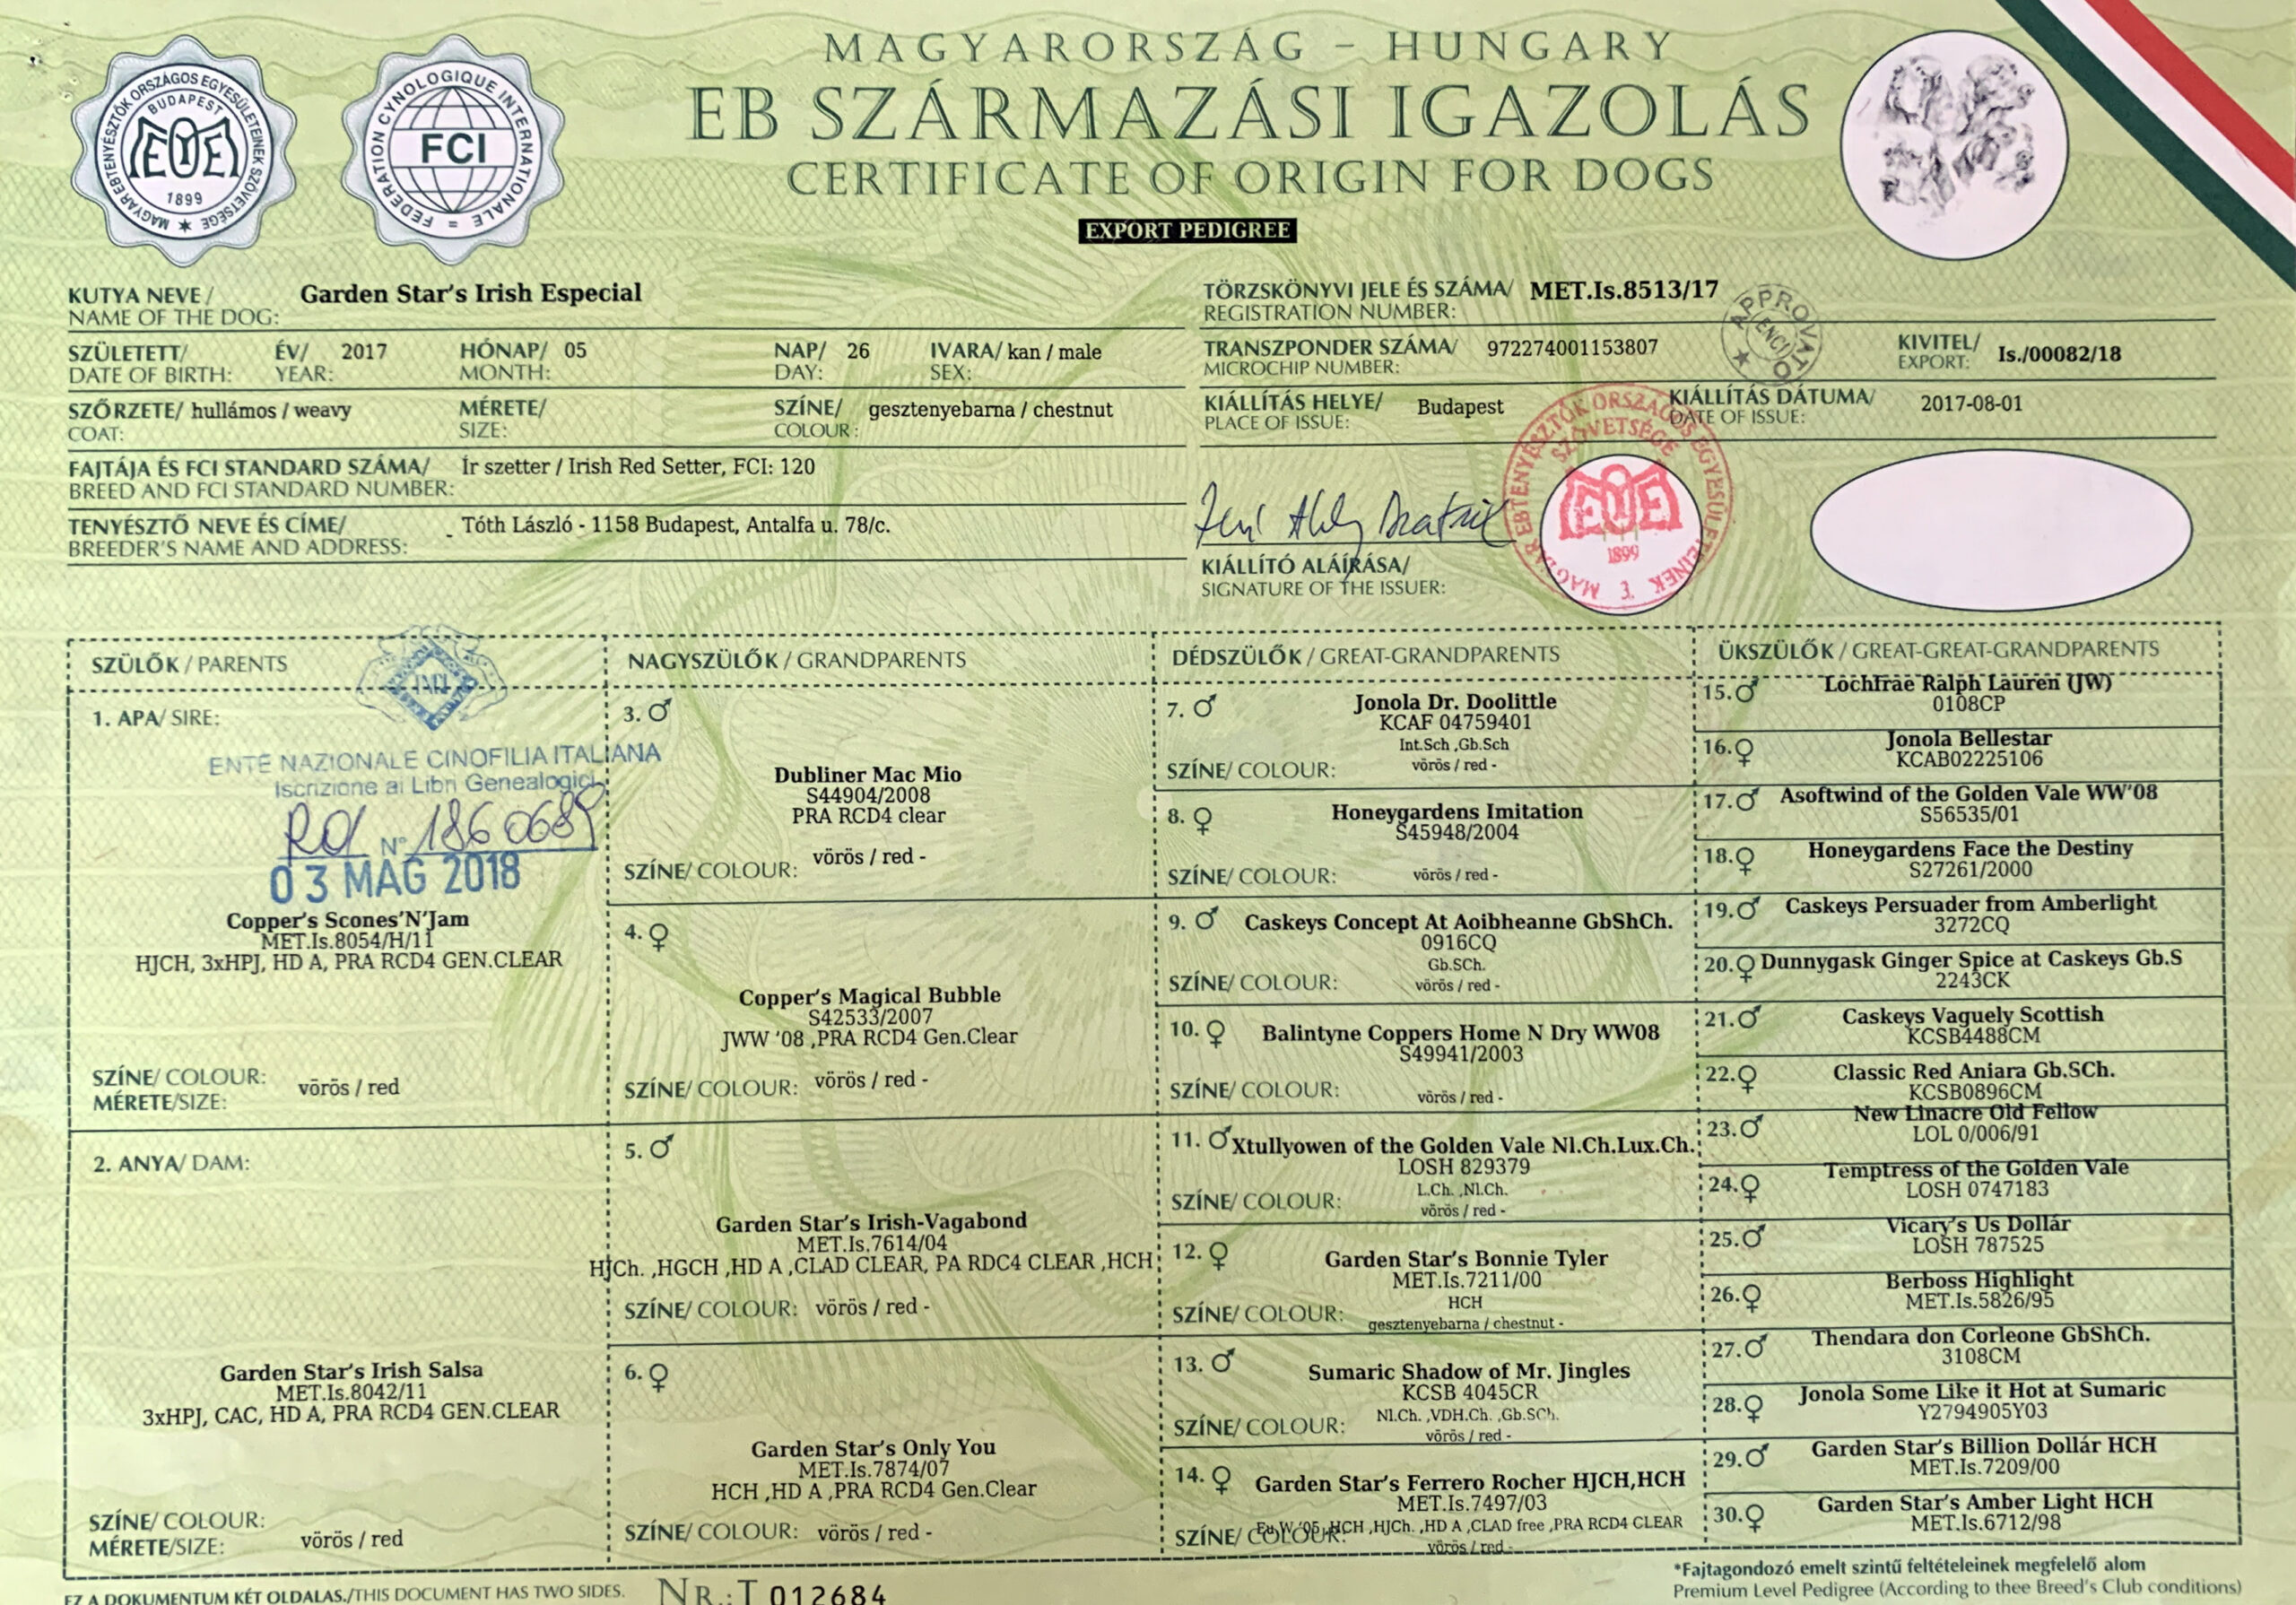 MAGYARORSZÁG – HUNGARY
EB SZÁRMAZÁSI IGAZOLÁS
CERTIFICATE OF ORIGIN FOR DOGS
EXPORT PEDIGREE
MAGYAR EBTENYÉSZTŐK ORSZÁGOS EGYESÜLETEINEK SZÖVETSÉGE
BUDAPEST
MEOE
1899
FEDERATION CYNOLOGIQUE INTERNATIONALE =
FCI
KUTYA NEVE / Garden Star's Irish Especial
NAME OF THE DOG:
SZÜLETETT/ ÉV/ 2017 HÓNAP/ 05 NAP/ 26 IVARA/ kan / male
DATE OF BIRTH: YEAR: MONTH: DAY: SEX:
SZŐRZETE/ hullámos / weavy MÉRETE/ SZÍNE/ gesztenyebarna / chestnut
COAT: SIZE: COLOUR:
FAJTÁJA ÉS FCI STANDARD SZÁMA/ Ír szetter / Irish Red Setter, FCI: 120
BREED AND FCI STANDARD NUMBER:
TENYÉSZTŐ NEVE ÉS CÍME/ Tóth László - 1158 Budapest, Antalfa u. 78/c.
BREEDER'S NAME AND ADDRESS:
TÖRZSKÖNYVI JELE ÉS SZÁMA/ MET.Is.8513/17
REGISTRATION NUMBER:
APPROVATO
ENCI
TRANSZPONDER SZÁMA/ 972274001153807 KIVITEL/ Is./00082/18
MICROCHIP NUMBER: EXPORT:
KIÁLLÍTÁS HELYE/ Budapest KIÁLLÍTÁS DÁTUMA/ 2017-08-01
PLACE OF ISSUE: DATE OF ISSUE:
MAGYAR EBTENYÉSZTŐK ORSZÁGOS EGYESÜLETEINEK
SZÖVETSÉGE
MEOE
1899
3.
KIÁLLÍTÓ ALÁÍRÁSA/
SIGNATURE OF THE ISSUER:
SZÜLŐK / PARENTS
1. APA/ SIRE:
ENTE NAZIONALE CINOFILIA ITALIANA
Iscrizione ai Libri Genealogici
N° 1860689
03 MAG 2018
Copper's Scones'N'Jam
MET.Is.8054/H/11
HJCH, 3xHPJ, HD A, PRA RCD4 GEN.CLEAR
SZÍNE/ COLOUR: vörös / red
MÉRETE/SIZE:
2. ANYA/ DAM:
Garden Star's Irish Salsa
MET.Is.8042/11
3xHPJ, CAC, HD A, PRA RCD4 GEN.CLEAR
SZÍNE/ COLOUR: vörös / red
MÉRETE/SIZE:
NAGYSZÜLŐK / GRANDPARENTS
3. ♂
Dubliner Mac Mio
S44904/2008
PRA RCD4 clear
SZÍNE/ COLOUR: vörös / red -
4. ♀
Copper's Magical Bubble
S42533/2007
JWW '08 ,PRA RCD4 Gen.Clear
SZÍNE/ COLOUR: vörös / red -
5. ♂
Garden Star's Irish-Vagabond
MET.Is.7614/04
HJCh. ,HGCH ,HD A ,CLAD CLEAR, PA RDC4 CLEAR ,HCH
SZÍNE/ COLOUR: vörös / red -
6. ♀
Garden Star's Only You
MET.Is.7874/07
HCH ,HD A ,PRA RCD4 Gen.Clear
SZÍNE/ COLOUR: vörös / red -
DÉDSZÜLŐK / GREAT-GRANDPARENTS
7. ♂ Jonola Dr. Doolittle
KCAF 04759401
Int.Sch ,Gb.Sch
SZÍNE/ COLOUR: vörös / red -
8. ♀ Honeygardens Imitation
S45948/2004
SZÍNE/ COLOUR: vörös / red -
9. ♂ Caskeys Concept At Aoibheanne GbShCh.
0916CQ
Gb.SCh.
SZÍNE/ COLOUR: vörös / red -
10. ♀ Balintyne Coppers Home N Dry WW08
S49941/2003
SZÍNE/ COLOUR: vörös / red -
11. ♂ Xtullyowen of the Golden Vale Nl.Ch.Lux.Ch.
LOSH 829379
L.Ch. ,Nl.Ch.
SZÍNE/ COLOUR: vörös / red -
12. ♀ Garden Star's Bonnie Tyler
MET.Is.7211/00
HCH
SZÍNE/ COLOUR: gesztenyebarna / chestnut -
13. ♂ Sumaric Shadow of Mr. Jingles
KCSB 4045CR
Nl.Ch. ,VDH.Ch. ,Gb.SCh.
SZÍNE/ COLOUR: vörös / red -
14. ♀ Garden Star's Ferrero Rocher HJCH,HCH
MET.Is.7497/03
Eu.W.'05 ,HCH ,HJCh. ,HD A ,CLAD free ,PRA RCD4 CLEAR
SZÍNE/ COLOUR: vörös / red -
ÜKSZÜLŐK / GREAT-GREAT-GRANDPARENTS
15. ♂ Lochfrae Ralph Lauren (JW)
0108CP
16. ♀ Jonola Bellestar
KCAB02225106
17. ♂ Asoftwind of the Golden Vale WW'08
S56535/01
18. ♀ Honeygardens Face the Destiny
S27261/2000
19. ♂ Caskeys Persuader from Amberlight
3272CQ
20. ♀ Dunnygask Ginger Spice at Caskeys Gb.S
2243CK
21. ♂ Caskeys Vaguely Scottish
KCSB4488CM
22. ♀ Classic Red Aniara Gb.SCh.
KCSB0896CM
23. ♂ New Linacre Old Fellow
LOL 0/006/91
24. ♀ Temptress of the Golden Vale
LOSH 0747183
25. ♂ Vicary's Us Dollár
LOSH 787525
26. ♀ Berboss Highlight
MET.Is.5826/95
27. ♂ Thendara don Corleone GbShCh.
3108CM
28. ♀ Jonola Some Like it Hot at Sumaric
Y2794905Y03
29. ♂ Garden Star's Billion Dollár HCH
MET.Is.7209/00
30. ♀ Garden Star's Amber Light HCH
MET.Is.6712/98
EZ A DOKUMENTUM KÉT OLDALAS./THIS DOCUMENT HAS TWO SIDES. NR.:T 012684
*Fajtagondozó emelt szintű feltételeinek megfelelő alom
Premium Level Pedigree (According to thee Breed's Club conditions)